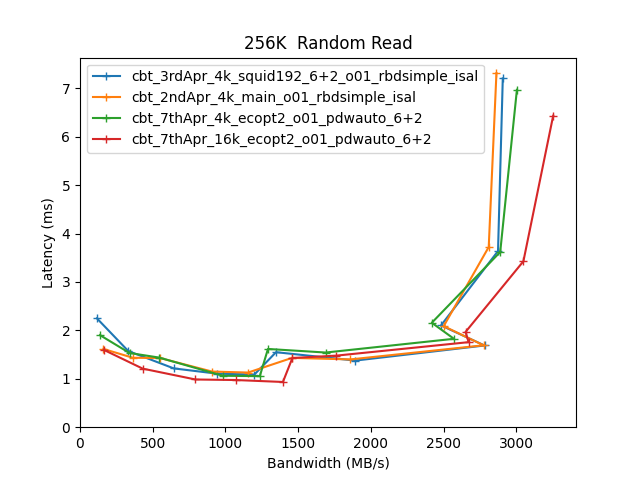 256K  Random Read
cbt_3rdApr_4k_squid192_6+2_o01_rbdsimple_isal
cbt_2ndApr_4k_main_o01_rbdsimple_isal
cbt_7thApr_4k_ecopt2_o01_pdwauto_6+2
cbt_7thApr_16k_ecopt2_o01_pdwauto_6+2
7
6
5
4
3
2
1
0
Latency (ms)
0 500 1000 1500 2000 2500 3000
Bandwidth (MB/s)